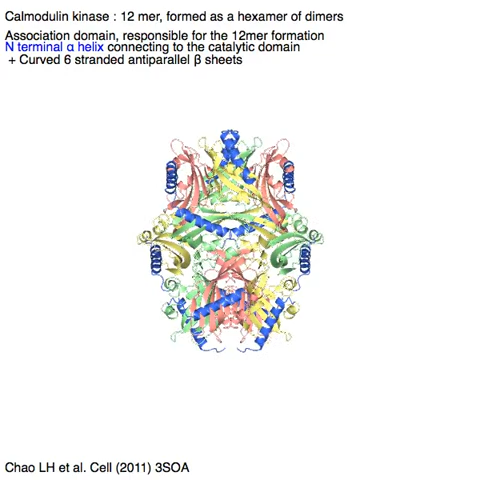 Calmodulin kinase : 12 mer, formed as a hexamer of dimers
Association domain, responsible for the 12mer formation
N terminal α helix connecting to the catalytic domain
+ Curved 6 stranded antiparallel β sheets
Chao LH et al. Cell (2011) 3SOA